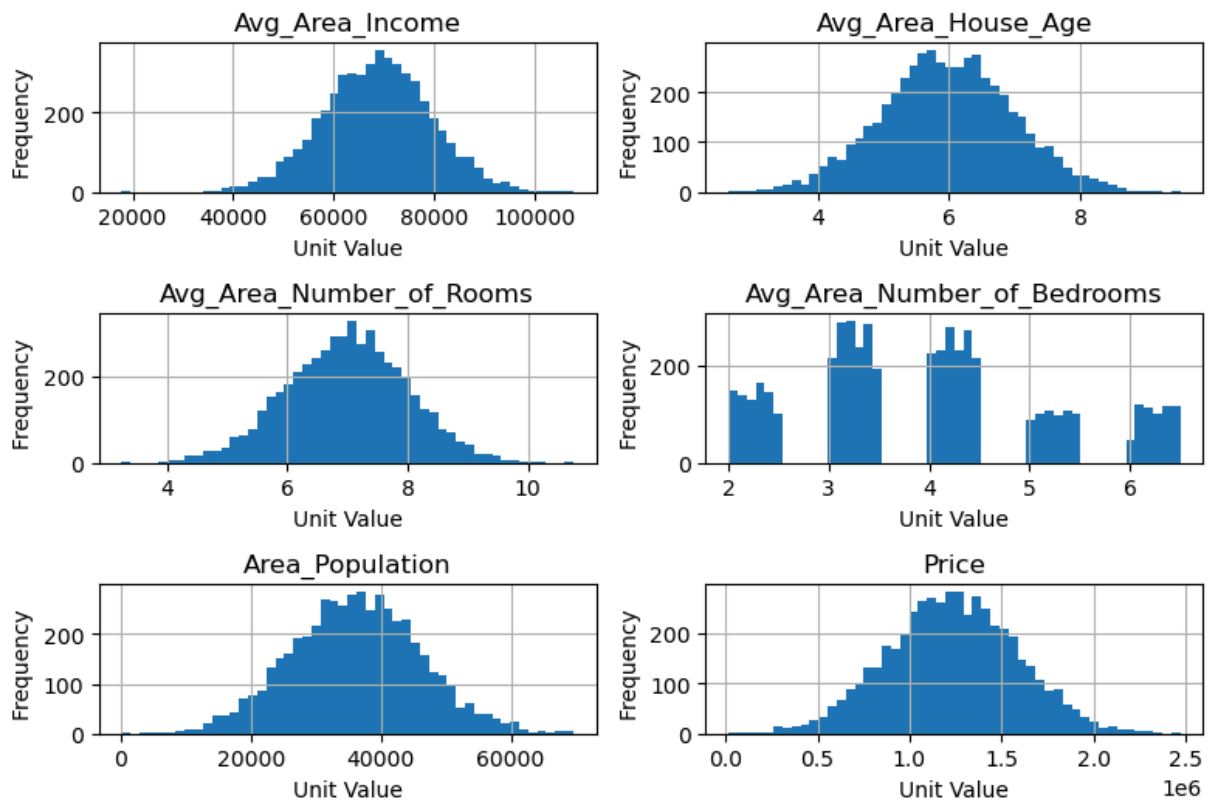 Avg_Area_Income
Frequency
200
0
20000 40000 60000 80000 100000
Unit Value
Avg_Area_House_Age
Frequency
200
100
0
4 6 8
Unit Value
Avg_Area_Number_of_Rooms
Frequency
200
0
4 6 8 10
Unit Value
Avg_Area_Number_of_Bedrooms
Frequency
200
0
2 3 4 5 6
Unit Value
Area_Population
Frequency
200
100
0
0 20000 40000 60000
Unit Value
Price
Frequency
200
100
0
0.0 0.5 1.0 1.5 2.0 2.5
Unit Value
1e6